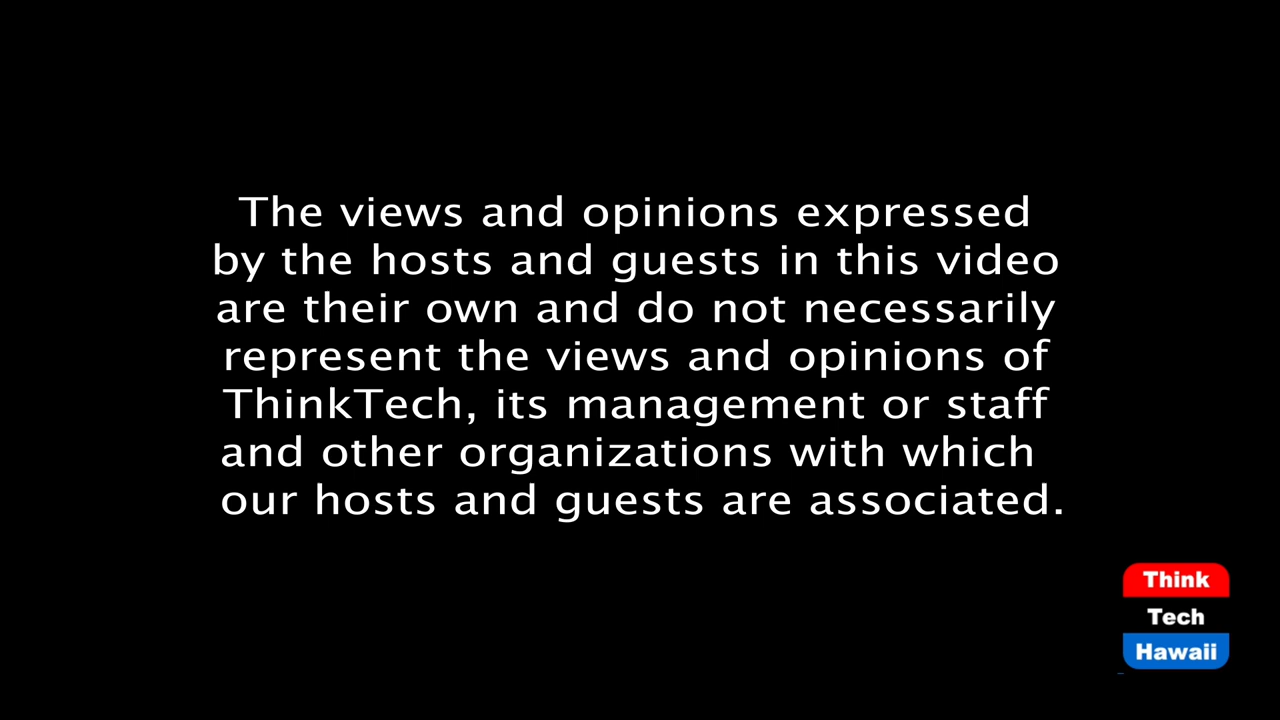 The views and opinions expressed
by the hosts and guests in this video
are their own and do not necessarily
represent the views and opinions of
ThinkTech, its management or staff
and other organizations with which
our hosts and guests are associated.
Think
Tech
Hawaii